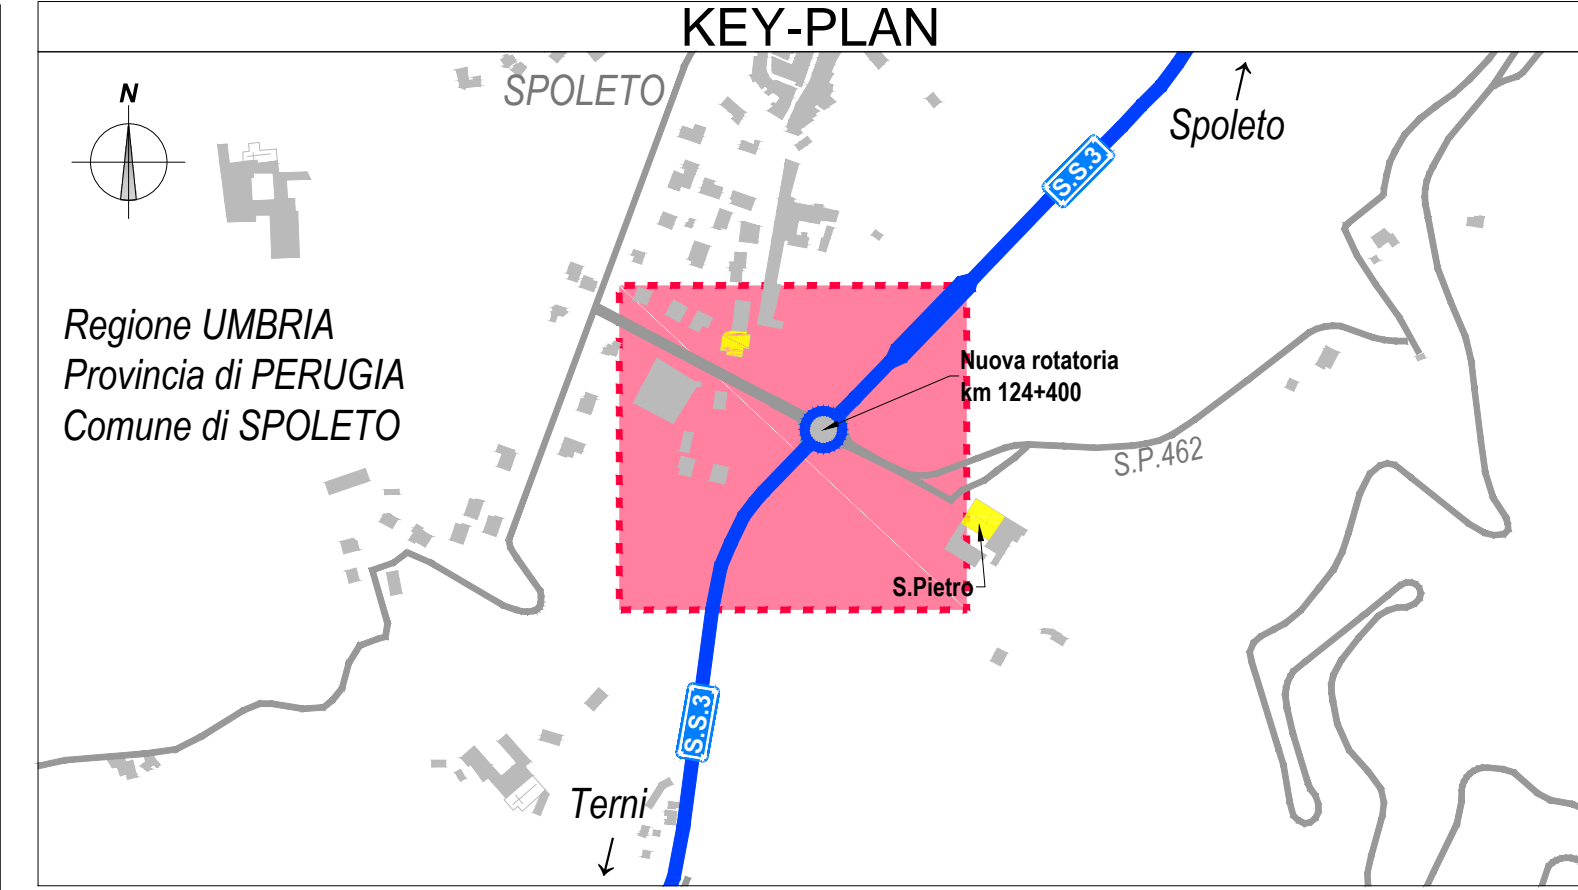 KEY-PLAN
N
SPOLETO
Spoleto
S.S.3
Regione UMBRIA
Provincia di PERUGIA
Comune di SPOLETO
Nuova rotatoria
km 124+400
S.P.462
S.Pietro
S.S.3
Terni